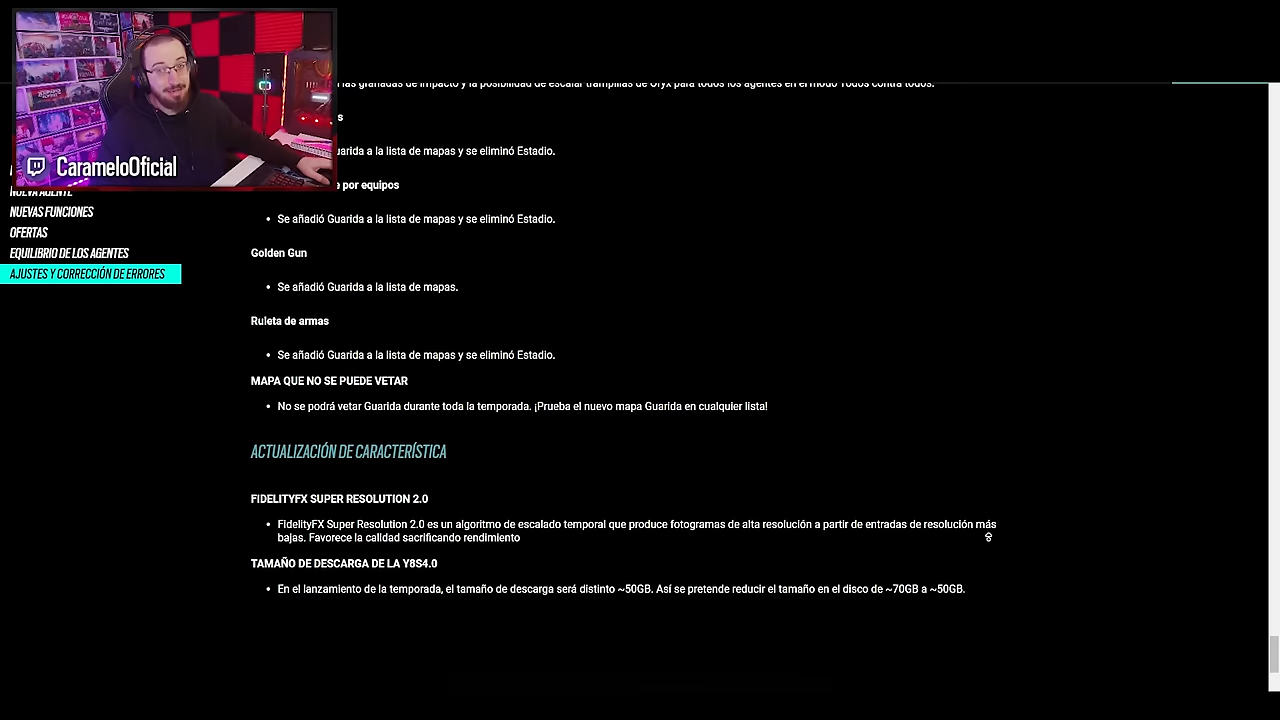 las granadas de impacto y la posibilidad de escalar trampillas de Oryx para todos los agentes en el modo Todos contra todos.
s
uarida a la lista de mapas y se eliminó Estadio.
CarameloOficial
e por equipos
NUEVA AGENTE
NUEVAS FUNCIONES
Se añadió Guarida a la lista de mapas y se eliminó Estadio.
OFERTAS
EQUILIBRIO DE LOS AGENTES
Golden Gun
AJUSTES Y CORRECCIÓN DE ERRORES
Se añadió Guarida a la lista de mapas.
Ruleta de armas
Se añadió Guarida a la lista de mapas y se eliminó Estadio.
MAPA QUE NO SE PUEDE VETAR
No se podrá vetar Guarida durante toda la temporada. ¡Prueba el nuevo mapa Guarida en cualquier lista!
ACTUALIZACIÓN DE CARACTERÍSTICA
FIDELITYFX SUPER RESOLUTION 2.0
FidelityFX Super Resolution 2.0 es un algoritmo de escalado temporal que produce fotogramas de alta resolución a partir de entradas de resolución más
bajas. Favorece la calidad sacrificando rendimiento
TAMAÑO DE DESCARGA DE LA Y8S4.0
En el lanzamiento de la temporada, el tamaño de descarga será distinto ~50GB. Así se pretende reducir el tamaño en el disco de ~70GB a ~50GB.